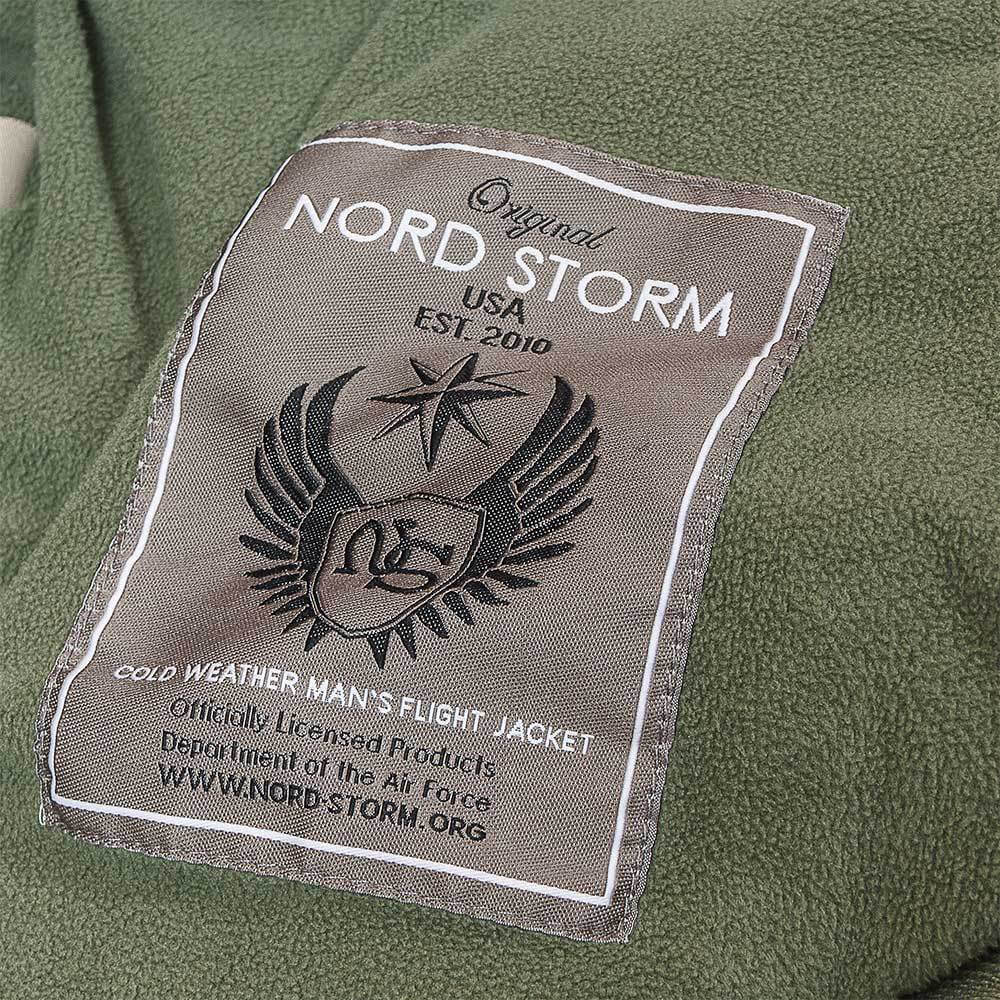 Original
NORD STORM
USA
EST. 2010
NS
COLD WEATHER MAN'S FLIGHT JACKET
Officially Licensed Products
Department of the Air Force
WWW.NORD-STORM.ORG